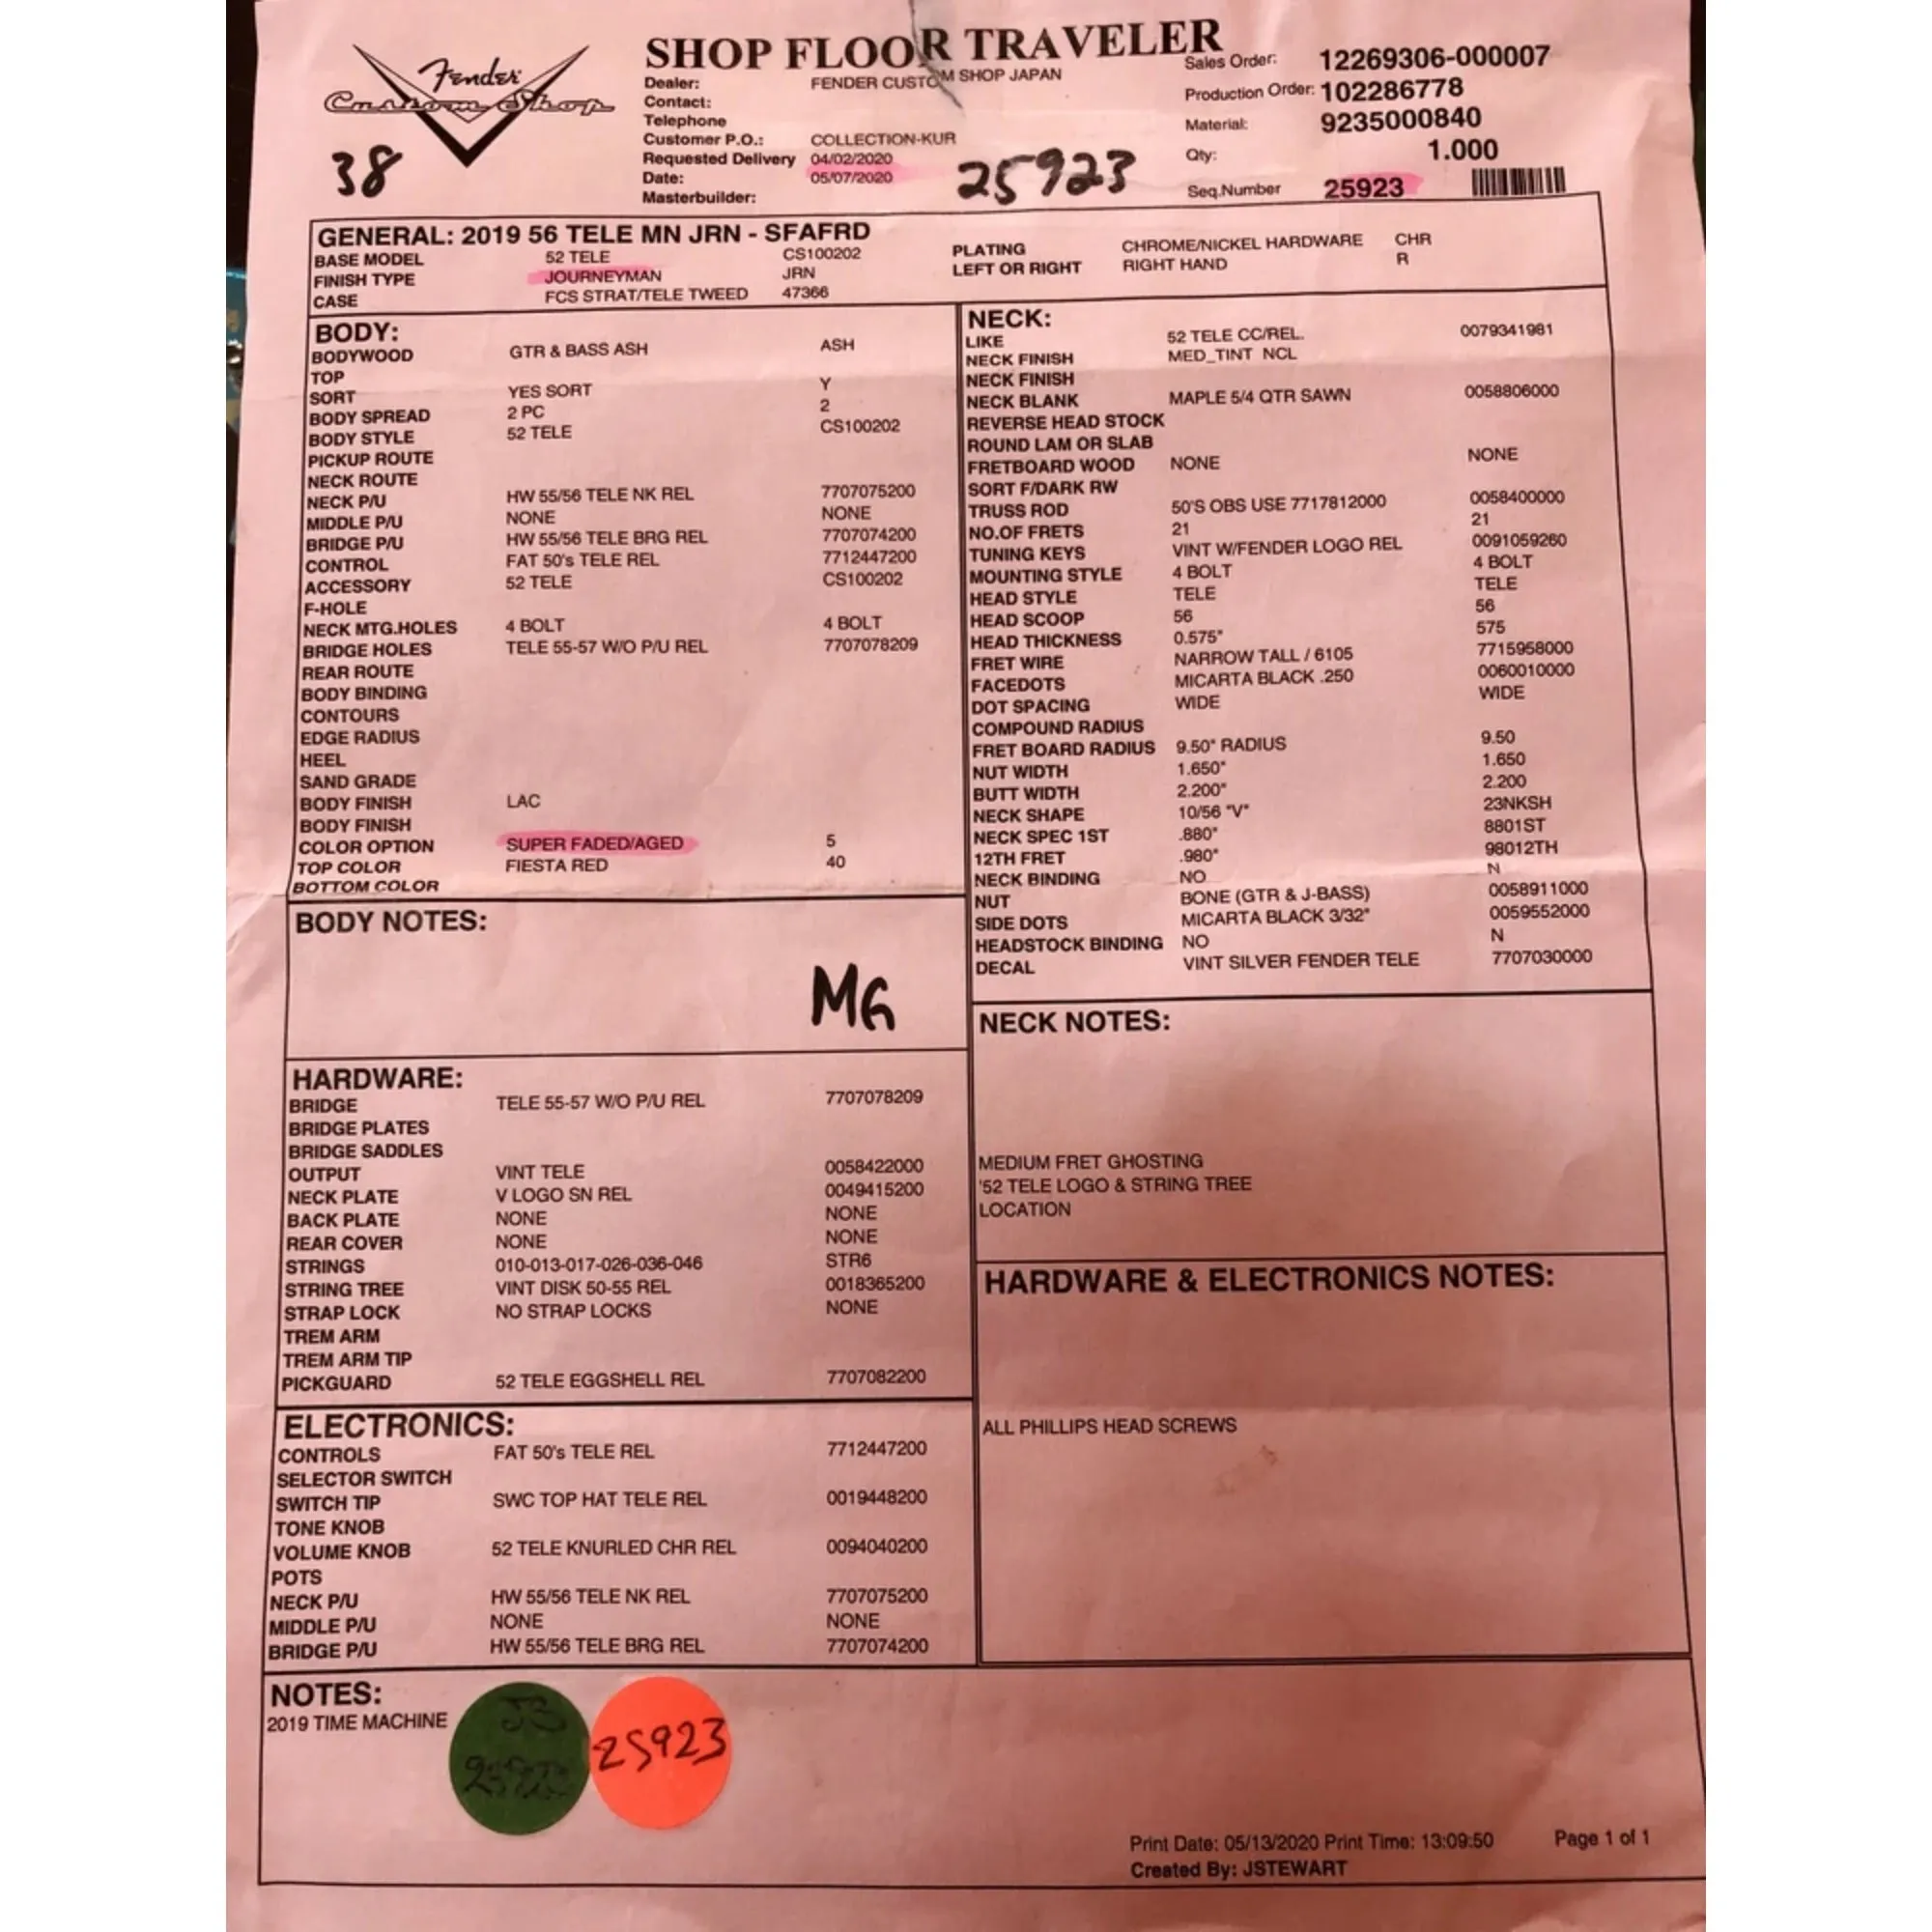 Fender
Custom Shop
SHOP FLOOR TRAVELER
Dealer: FENDER CUSTOM SHOP JAPAN
Contact:
Telephone
Customer P.O.: COLLECTION-KUR
Requested Delivery 04/02/2020
Date: 05/07/2020
Masterbuilder:
Sales Order: 12269306-000007
Production Order: 102286778
Material: 9235000840
Qty: 1.000
Seq.Number 25923
38
25923
GENERAL: 2019 56 TELE MN JRN - SFAFRD
BASE MODEL 52 TELE CS100202
FINISH TYPE JOURNEYMAN JRN
CASE FCS STRAT/TELE TWEED 47366
PLATING CHROME/NICKEL HARDWARE CHR
LEFT OR RIGHT RIGHT HAND R
BODY:
BODYWOOD GTR & BASS ASH ASH
TOP
SORT YES SORT Y
BODY SPREAD 2 PC 2
BODY STYLE 52 TELE CS100202
PICKUP ROUTE
NECK ROUTE
NECK P/U HW 55/56 TELE NK REL 7707075200
MIDDLE P/U NONE NONE
BRIDGE P/U HW 55/56 TELE BRG REL 7707074200
CONTROL FAT 50's TELE REL 7712447200
ACCESSORY 52 TELE CS100202
F-HOLE
NECK MTG.HOLES 4 BOLT 4 BOLT
BRIDGE HOLES TELE 55-57 W/O P/U REL 7707078209
REAR ROUTE
BODY BINDING
CONTOURS
EDGE RADIUS
HEEL
SAND GRADE
BODY FINISH LAC
BODY FINISH
COLOR OPTION SUPER FADED/AGED 5
TOP COLOR FIESTA RED 40
BOTTOM COLOR
NECK:
LIKE 52 TELE CC/REL. 0079341981
NECK FINISH MED_TINT NCL
NECK FINISH
NECK BLANK MAPLE 5/4 QTR SAWN 0058806000
REVERSE HEAD STOCK
ROUND LAM OR SLAB
FRETBOARD WOOD NONE NONE
SORT F/DARK RW
TRUSS ROD 50'S OBS USE 7717812000 0058400000
NO.OF FRETS 21 21
TUNING KEYS VINT W/FENDER LOGO REL 0091059260
MOUNTING STYLE 4 BOLT 4 BOLT
HEAD STYLE TELE TELE
HEAD SCOOP 56 56
HEAD THICKNESS 0.575" 575
FRET WIRE NARROW TALL / 6105 7715958000
FACEDOTS MICARTA BLACK .250 0060010000
DOT SPACING WIDE WIDE
COMPOUND RADIUS
FRET BOARD RADIUS 9.50" RADIUS 9.50
NUT WIDTH 1.650" 1.650
BUTT WIDTH 2.200" 2.200
NECK SHAPE 10/56 "V" 23NKSH
NECK SPEC 1ST .880" 8801ST
12TH FRET .980" 98012TH
NECK BINDING NO N
NUT BONE (GTR & J-BASS) 0058911000
SIDE DOTS MICARTA BLACK 3/32" 0059552000
HEADSTOCK BINDING NO N
DECAL VINT SILVER FENDER TELE 7707030000
BODY NOTES:
MG
NECK NOTES:
MEDIUM FRET GHOSTING
'52 TELE LOGO & STRING TREE
LOCATION
HARDWARE:
BRIDGE TELE 55-57 W/O P/U REL 7707078209
BRIDGE PLATES
BRIDGE SADDLES
OUTPUT VINT TELE 0058422000
NECK PLATE V LOGO SN REL 0049415200
BACK PLATE NONE NONE
REAR COVER NONE NONE
STRINGS 010-013-017-026-036-046 STR6
STRING TREE VINT DISK 50-55 REL 0018365200
STRAP LOCK NO STRAP LOCKS NONE
TREM ARM
TREM ARM TIP
PICKGUARD 52 TELE EGGSHELL REL 7707082200
HARDWARE & ELECTRONICS NOTES:
ALL PHILLIPS HEAD SCREWS
ELECTRONICS:
CONTROLS FAT 50's TELE REL 7712447200
SELECTOR SWITCH
SWITCH TIP SWC TOP HAT TELE REL 0019448200
TONE KNOB
VOLUME KNOB 52 TELE KNURLED CHR REL 0094040200
POTS
NECK P/U HW 55/56 TELE NK REL 7707075200
MIDDLE P/U NONE NONE
BRIDGE P/U HW 55/56 TELE BRG REL 7707074200
NOTES:
2019 TIME MACHINE
25923
Print Date: 05/13/2020 Print Time: 13:09:50 Page 1 of 1
Created By: JSTEWART